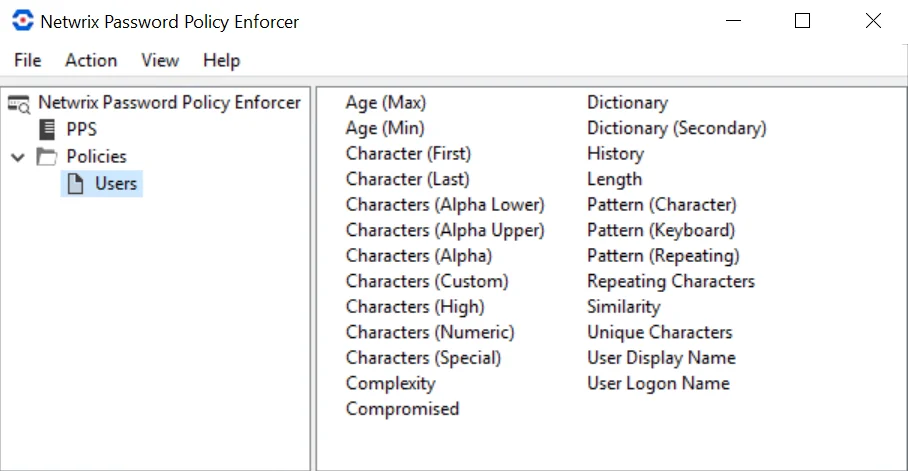 Netwrix Password Policy Enforcer
File Action View Help
Netwrix Password Policy Enforcer
PPS
Policies
Users
Age (Max)
Age (Min)
Character (First)
Character (Last)
Characters (Alpha Lower)
Characters (Alpha Upper)
Characters (Alpha)
Characters (Custom)
Characters (High)
Characters (Numeric)
Characters (Special)
Complexity
Compromised
Dictionary
Dictionary (Secondary)
History
Length
Pattern (Character)
Pattern (Keyboard)
Pattern (Repeating)
Repeating Characters
Similarity
Unique Characters
User Display Name
User Logon Name